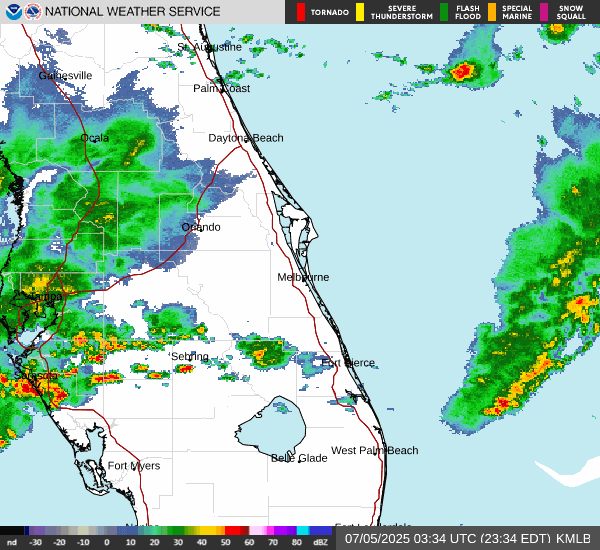 NATIONAL WEATHER SERVICE
TORNADO
SEVERE THUNDERSTORM
FLASH FLOOD
SPECIAL MARINE
SNOW SQUALL
St. Augustine
Gainesville
Palm Coast
Ocala
Daytona Beach
Orlando
Melbourne
Tampa
Sebring
Fort Pierce
Sarasota
West Palm Beach
Belle Glade
Fort Myers
Fort Lauderdale
nd -30 -20 -10 0 10 20 30 40 50 60 70 80 dBZ
07/05/2025 03:34 UTC (23:34 EDT) KMLB